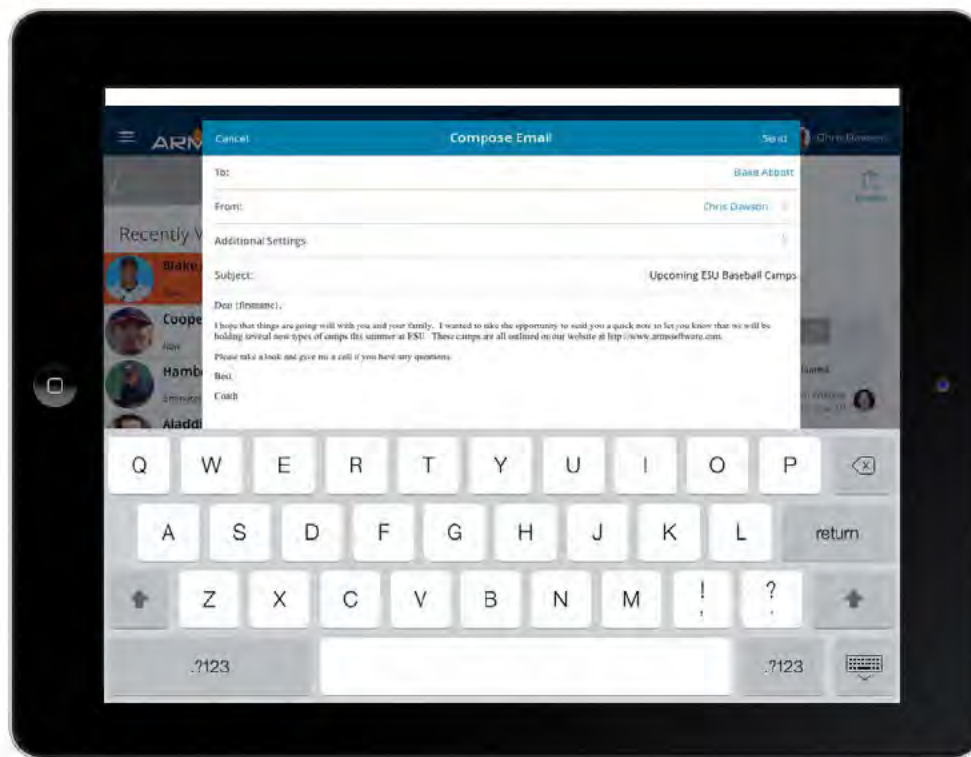 ARM
Cancel
Compose Email
Send
Chris Dawson
To:
Blake Abbott
From:
Chris Dawson
Additional Settings
Subject:
Upcoming ESU Baseball Camps
Recently V
Blake
Coope
Hamb
Aladdi
Dear {firstname},
I hope that things are going will with you and your family. I wanted to take the opportunity to send you a quick note to let you know that we will be
holding several new types of camps this summer at ESU. These camps are all outlined on our website at http://www.armssoftware.com.
Please take a look and give me a call if you have any questions.
Best
Coach
Q W E R T Y U I O P
A S D F G H J K L return
Z X C V B N M ! , ? .
.?123 .?123